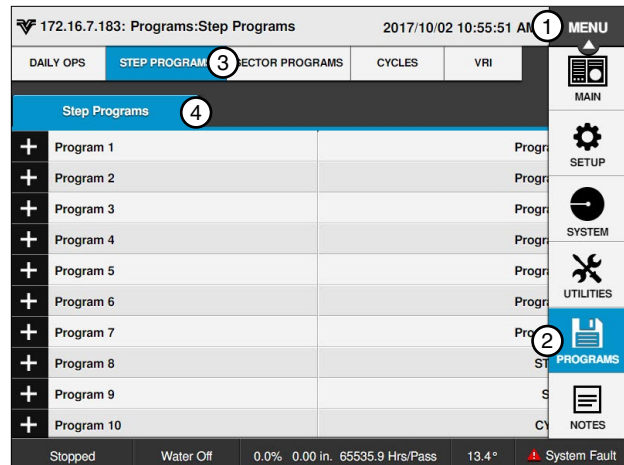 172.16.7.183: Programs:Step Programs 2017/10/02 10:55:51 1 MENU
DAILY OPS STEP PROGRAM 3 ECTOR PROGRAMS CYCLES VRI
MAIN
Step Programs 4
Program 1
SETUP
Program 2
Program 3
SYSTEM
Program 4
Program 5
UTILITIES
Program 6
Program 7
2
PROGRAMS
Program 8
Program 9
Program 10
NOTES
Stopped Water Off 0.0% 0.00 in. 65535.9 Hrs/Pass 13.4° System Fault